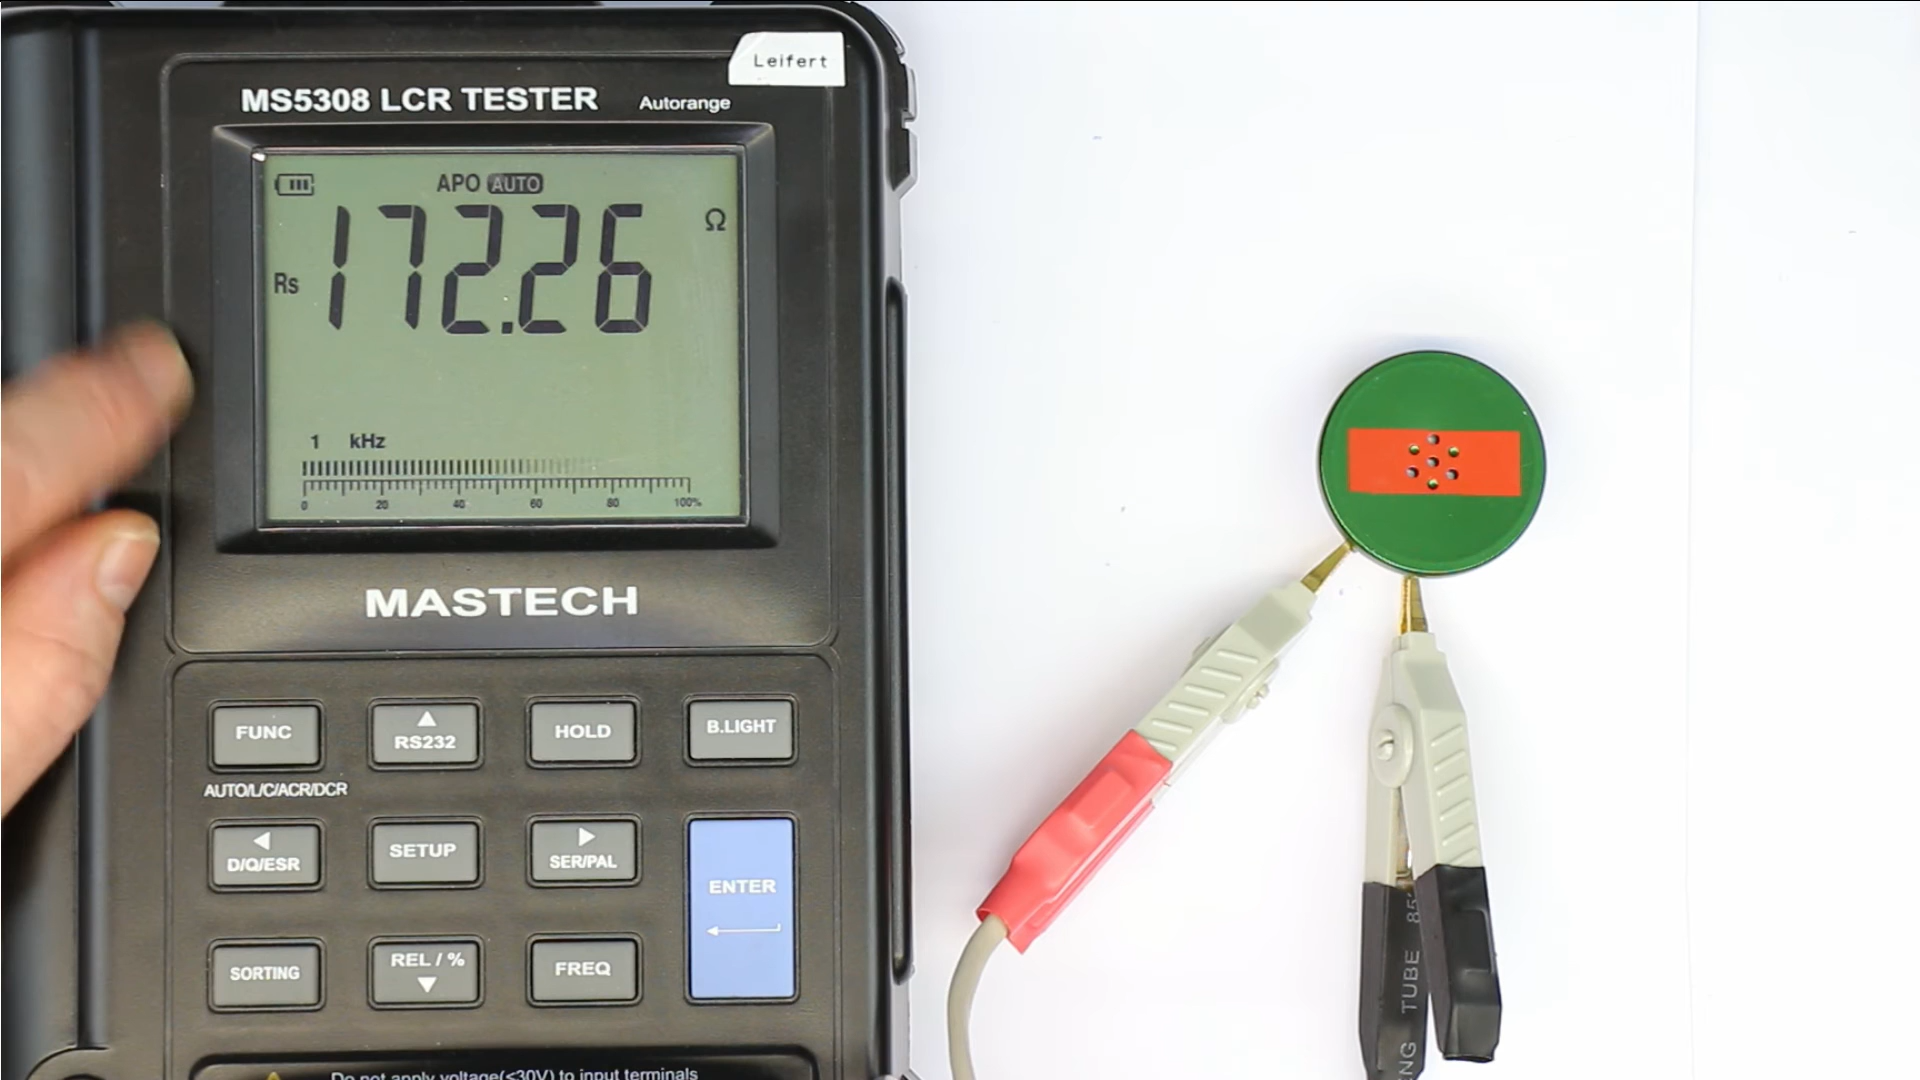 Leifert
MS5308 LCR TESTER Autorange
APO AUTO
172.26 Ω
Rs
1 kHz
0 20 40 60 80 100%
MASTECH
FUNC
▲
RS232
HOLD
B.LIGHT
AUTO/L/C/ACR/DCR
◀
D/Q/ESR
SETUP
▶
SER/PAL
ENTER
SORTING
REL / %
▼
FREQ
Do not apply voltage(≤30V) to input terminals
TUBE